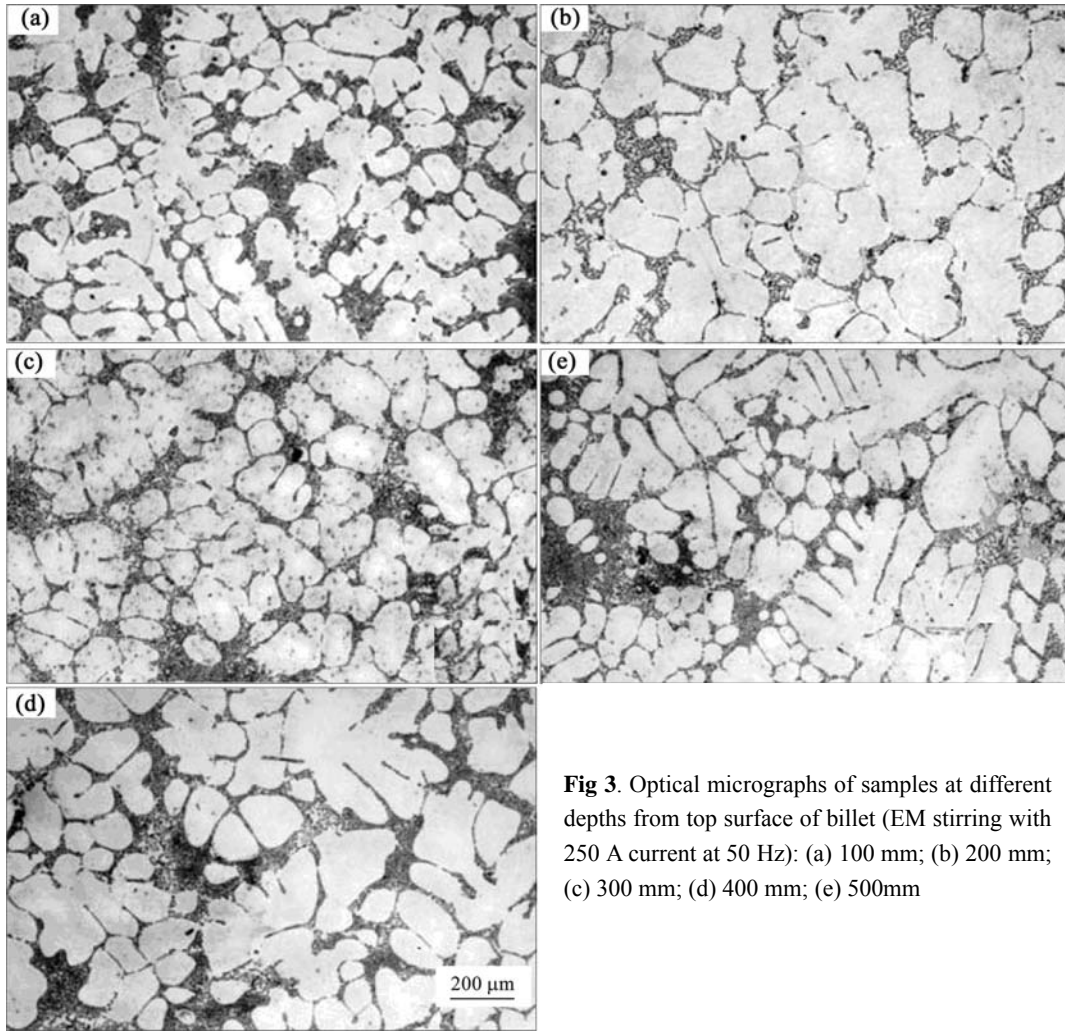 (a)
(b)
(c)
(e)
(d)
200 μm
Fig 3. Optical micrographs of samples at different
depths from top surface of billet (EM stirring with
250 A current at 50 Hz): (a) 100 mm; (b) 200 mm;
(c) 300 mm; (d) 400 mm; (e) 500mm